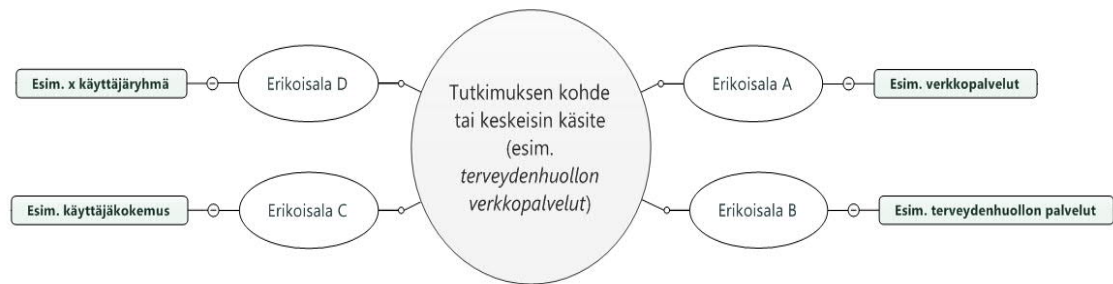 Esim. x käyttäjäryhmä
Erikoisala D
Tutkimuksen kohde
tai keskeisin käsite
(esim.
terveydenhuollon
verkkopalvelut)
Erikoisala A
Esim. verkkopalvelut
Esim. käyttäjäkokemus
Erikoisala C
Erikoisala B
Esim. terveydenhuollon palvelut